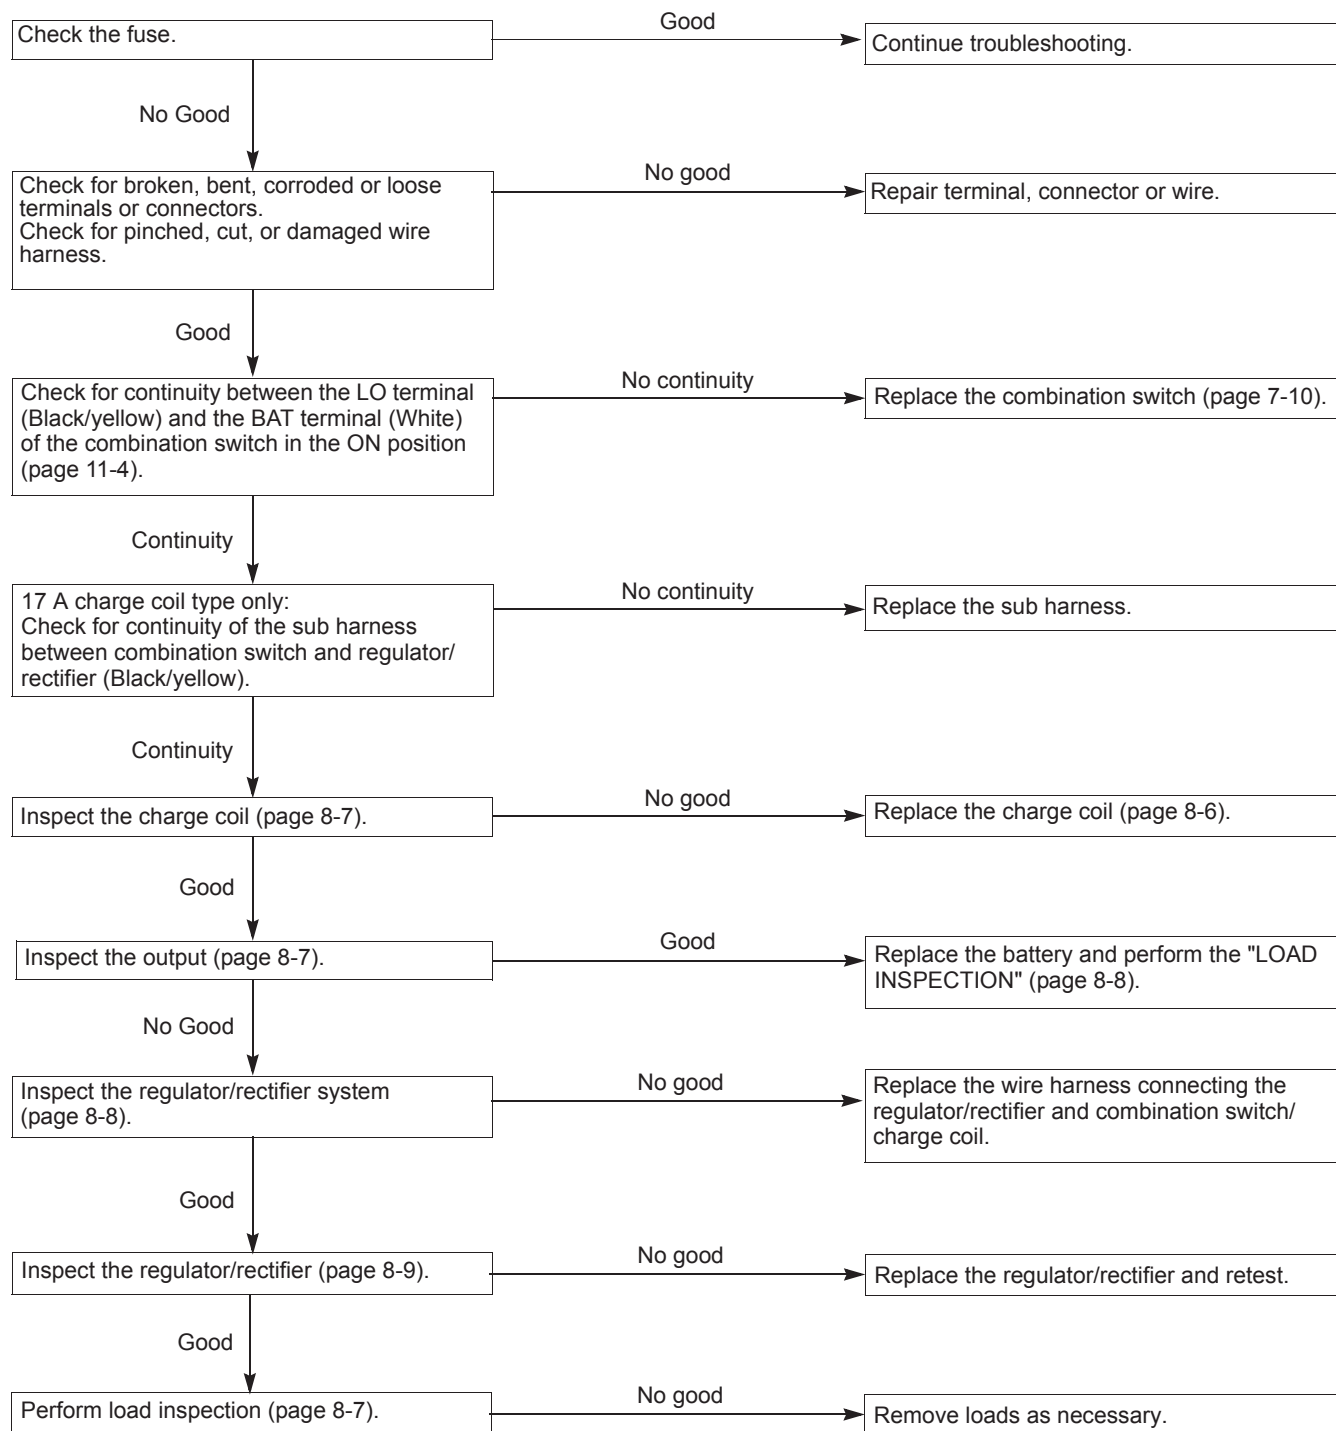 Check the fuse.
Good
Continue troubleshooting.
No Good
Check for broken, bent, corroded or loose
terminals or connectors.
Check for pinched, cut, or damaged wire
harness.
No good
Repair terminal, connector or wire.
Good
Check for continuity between the LO terminal
(Black/yellow) and the BAT terminal (White)
of the combination switch in the ON position
(page 11-4).
No continuity
Replace the combination switch (page 7-10).
Continuity
17 A charge coil type only:
Check for continuity of the sub harness
between combination switch and regulator/
rectifier (Black/yellow).
No continuity
Replace the sub harness.
Continuity
Inspect the charge coil (page 8-7).
No good
Replace the charge coil (page 8-6).
Good
Inspect the output (page 8-7).
Good
Replace the battery and perform the "LOAD
INSPECTION" (page 8-8).
No Good
Inspect the regulator/rectifier system
(page 8-8).
No good
Replace the wire harness connecting the
regulator/rectifier and combination switch/
charge coil.
Good
Inspect the regulator/rectifier (page 8-9).
No good
Replace the regulator/rectifier and retest.
Good
Perform load inspection (page 8-7).
No good
Remove loads as necessary.